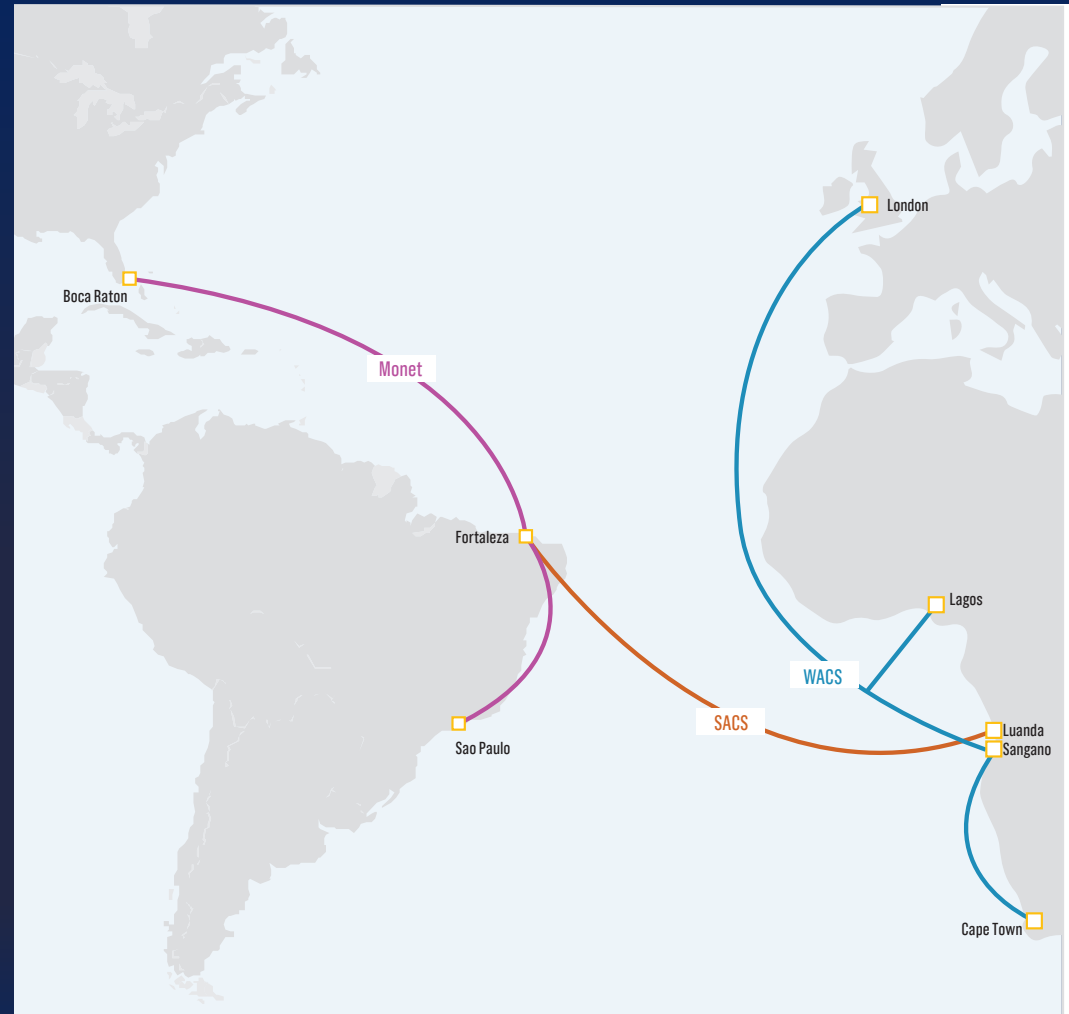 London
Boca Raton
Monet
Fortaleza
Lagos
WACS
SACS
Luanda
Sangano
Sao Paulo
Cape Town